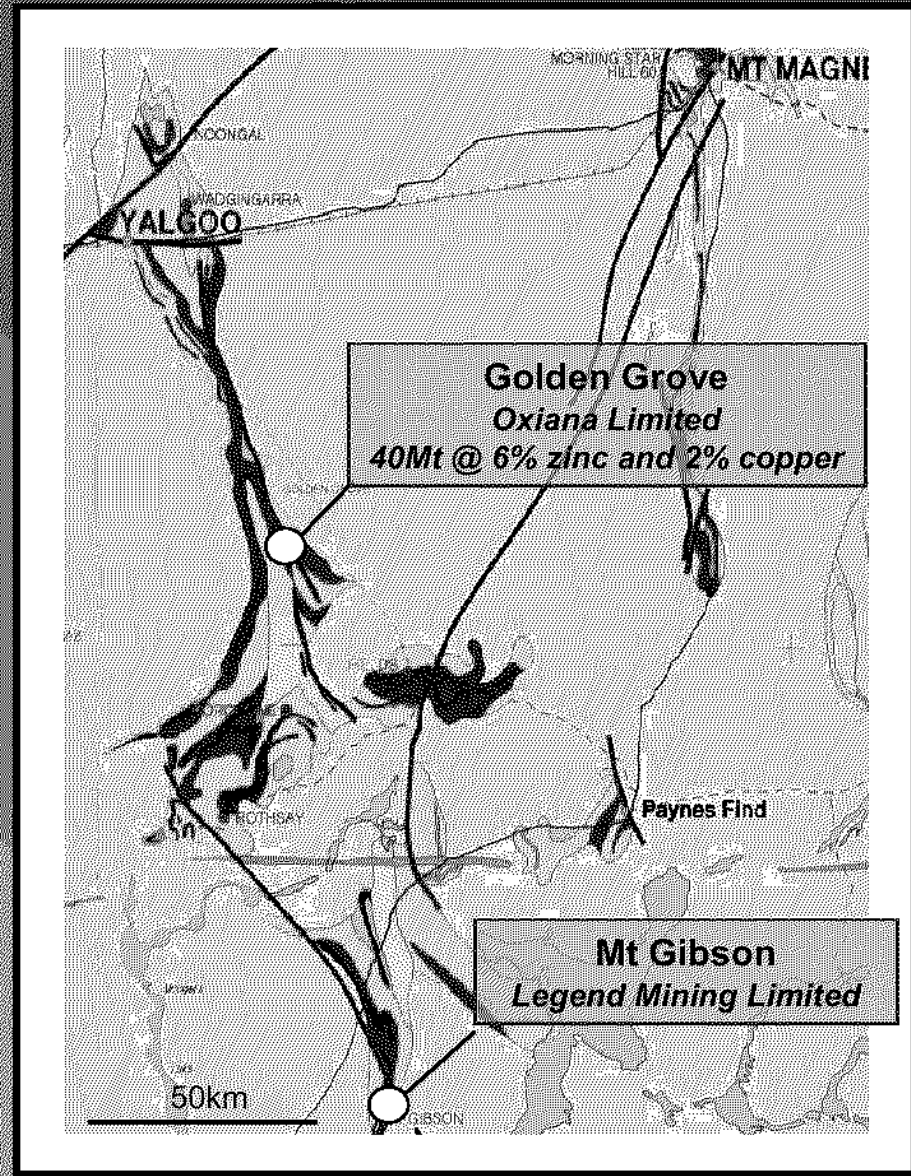 MORNING STAR
HILL 60
MT MAGNE
YALGOO
WADGINGARRA
Golden Grove
Oxiana Limited
40Mt @ 6% zinc and 2% copper
ROTHSAY
Paynes Find
Mt Gibson
Legend Mining Limited
50km
GIBSON